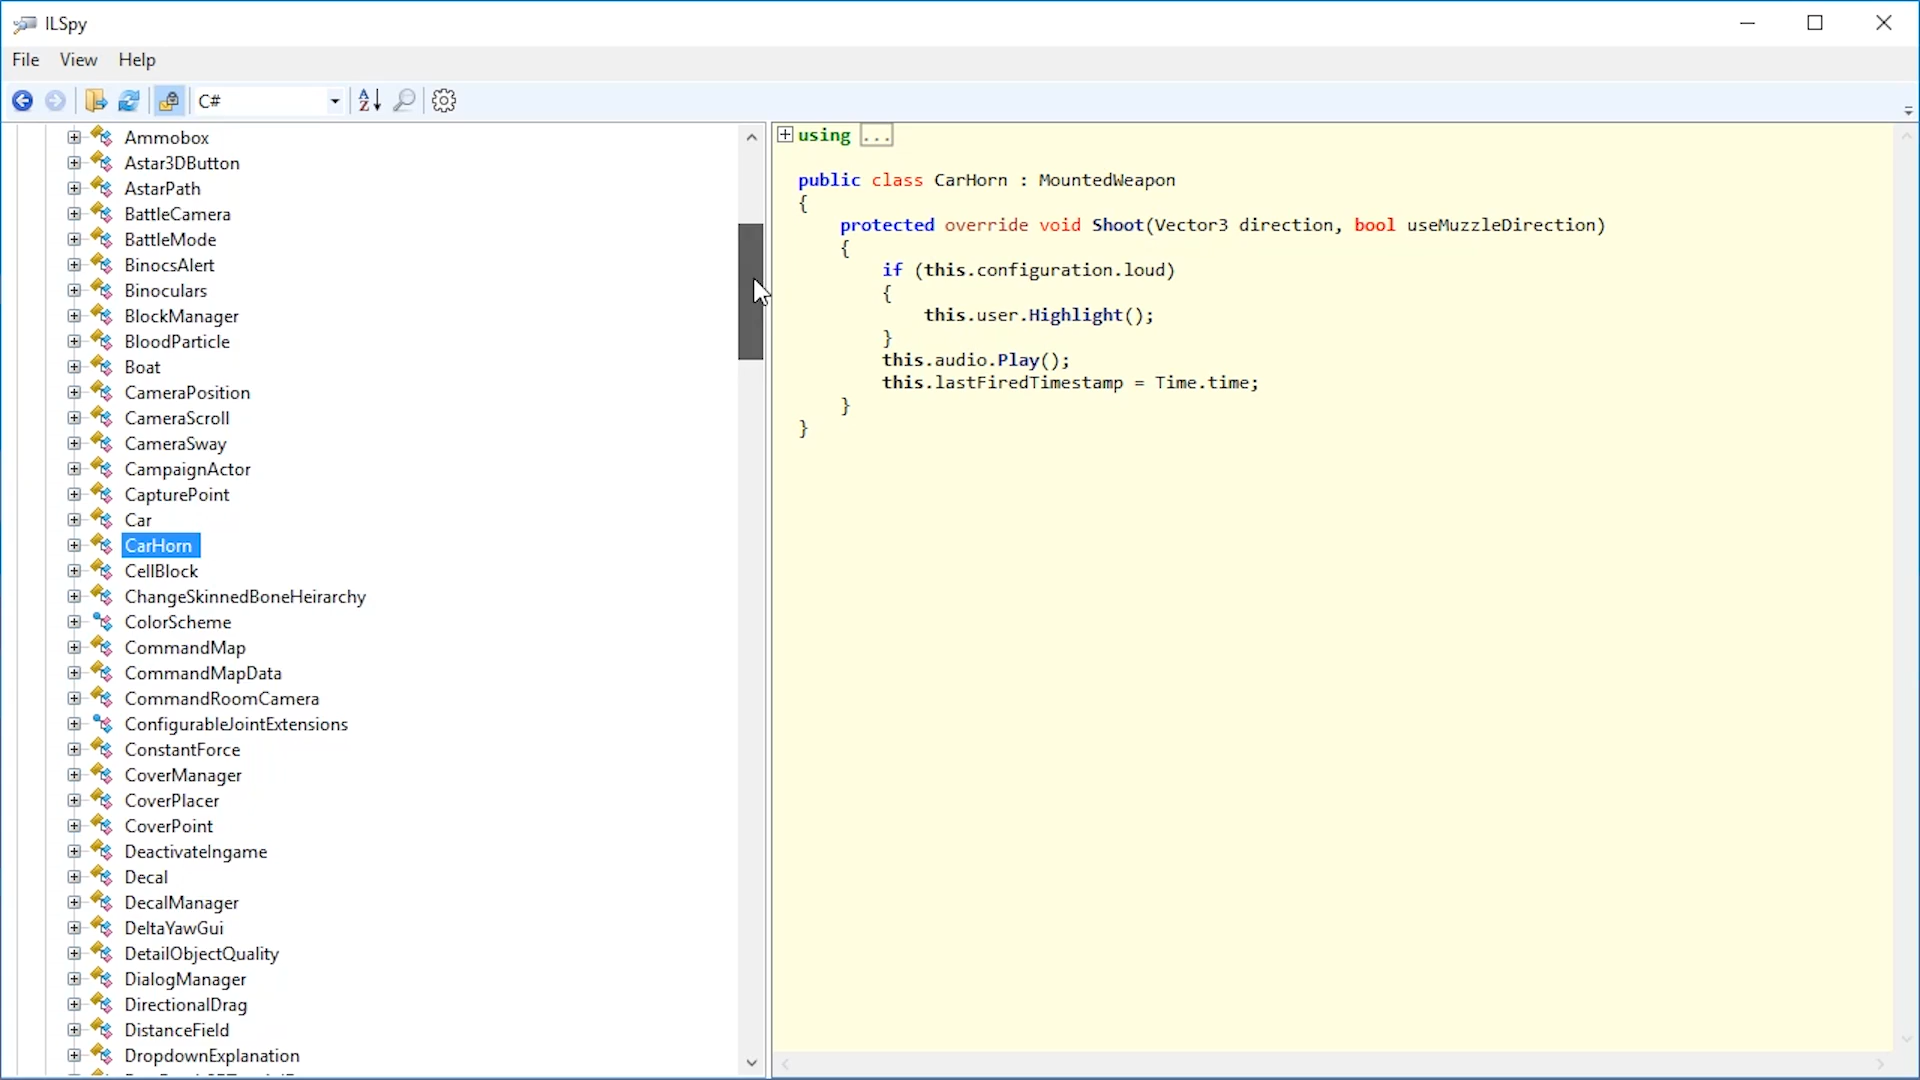 ILSpy
File View Help
C#
Ammobox
Astar3DButton
AstarPath
BattleCamera
BattleMode
BinocsAlert
Binoculars
BlockManager
BloodParticle
Boat
CameraPosition
CameraScroll
CameraSway
CampaignActor
CapturePoint
Car
CarHorn
CellBlock
ChangeSkinnedBoneHeirarchy
ColorScheme
CommandMap
CommandMapData
CommandRoomCamera
ConfigurableJointExtensions
ConstantForce
CoverManager
CoverPlacer
CoverPoint
DeactivateIngame
Decal
DecalManager
DeltaYawGui
DetailObjectQuality
DialogManager
DirectionalDrag
DistanceField
DropdownExplanation
using ...
public class CarHorn : MountedWeapon
{
protected override void Shoot(Vector3 direction, bool useMuzzleDirection)
{
if (this.configuration.loud)
{
this.user.Highlight();
}
this.audio.Play();
this.lastFiredTimestamp = Time.time;
}
}